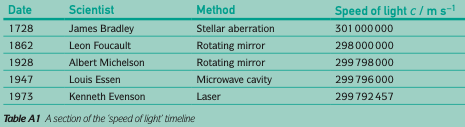 Date Scientist Method Speed of light c / m s⁻¹
1728 James Bradley Stellar aberration 301 000 000
1862 Leon Foucault Rotating mirror 298 000 000
1928 Albert Michelson Rotating mirror 299 798 000
1947 Louis Essen Microwave cavity 299 796 000
1973 Kenneth Evenson Laser 299 792 457
Table A1 A section of the 'speed of light' timeline